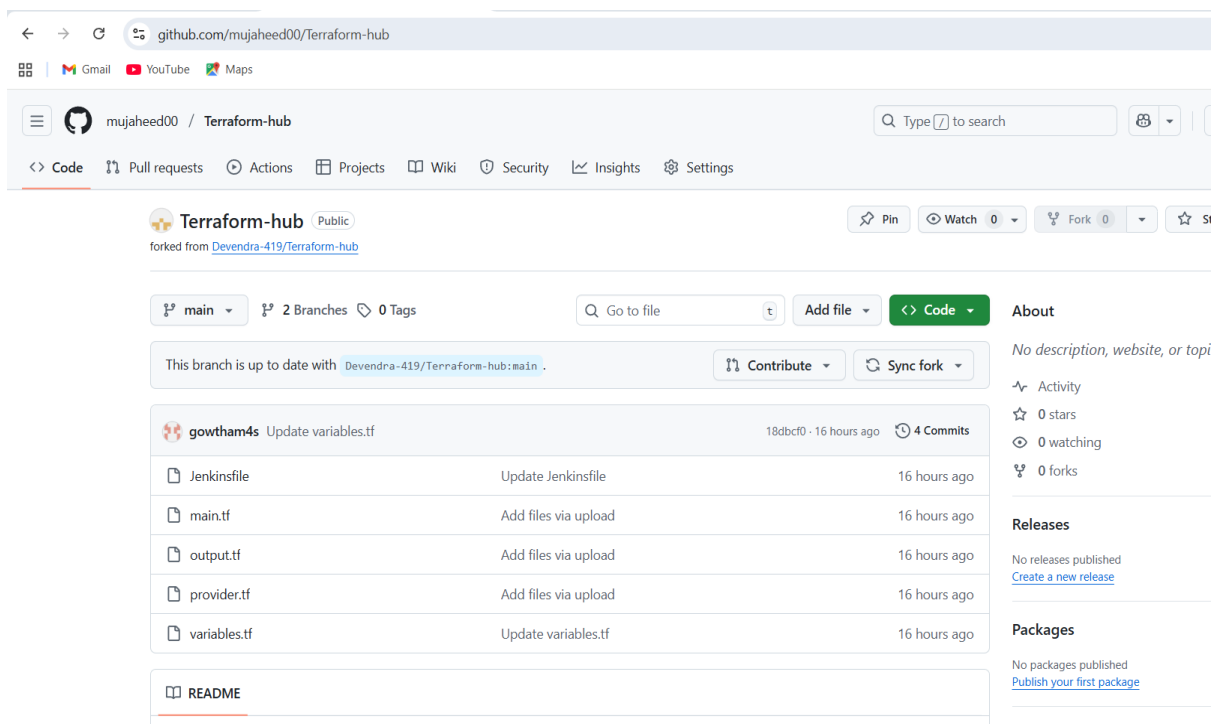 github.com/mujaheed00/Terraform-hub
Gmail YouTube Maps
mujaheed00 / Terraform-hub Type / to search
Code Pull requests Actions Projects Wiki Security Insights Settings
Terraform-hub Public Pin Watch 0 Fork 0 St
forked from Devendra-419/Terraform-hub
main 2 Branches 0 Tags Go to file t Add file Code About
This branch is up to date with Devendra-419/Terraform-hub:main . Contribute Sync fork No description, website, or topi
Activity
gowtham4s Update variables.tf 18dbcf0 · 16 hours ago 4 Commits 0 stars
0 watching
Jenkinsfile Update Jenkinsfile 16 hours ago 0 forks
main.tf Add files via upload 16 hours ago Releases
output.tf Add files via upload 16 hours ago No releases published
Create a new release
provider.tf Add files via upload 16 hours ago
variables.tf Update variables.tf 16 hours ago Packages
No packages published
README Publish your first package